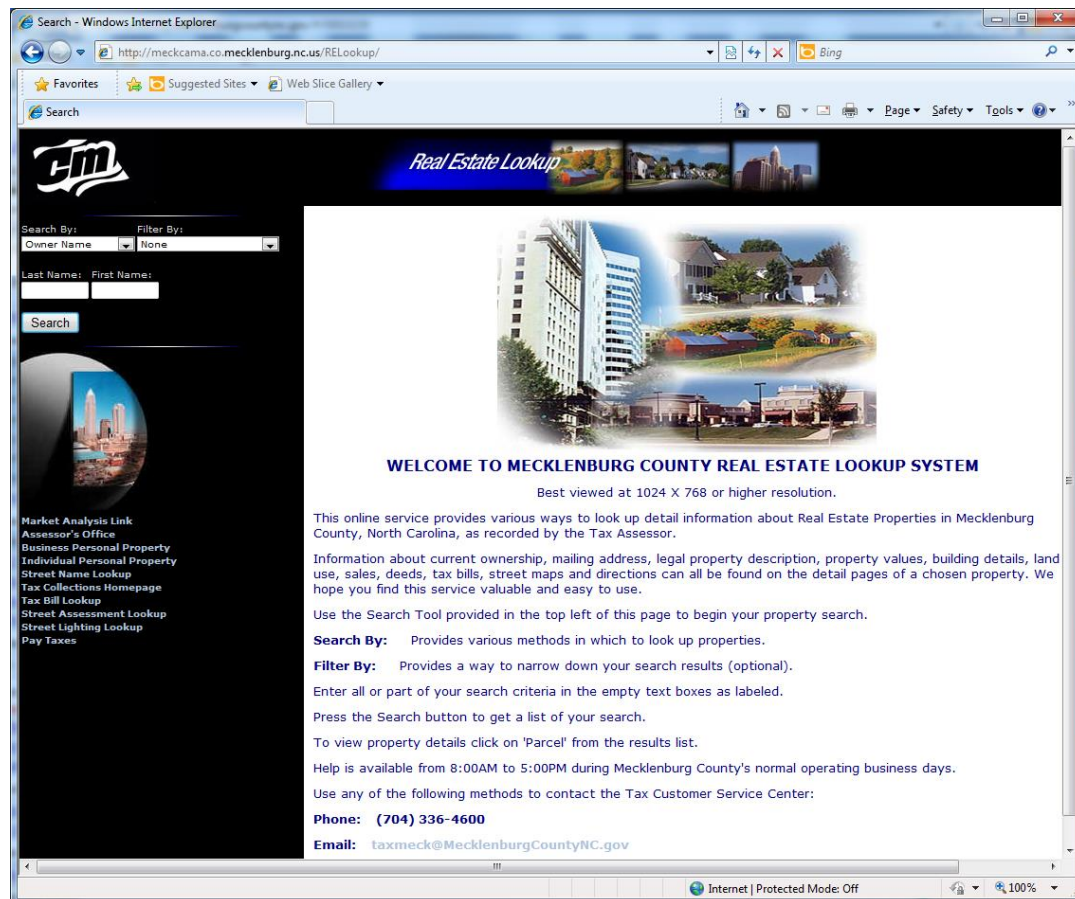 Search - Windows Internet Explorer
http://meckcama.co.mecklenburg.nc.us/RELookup/
Bing
Favorites
Suggested Sites
Web Slice Gallery
Search
Page
Safety
Tools
cm
Real Estate Lookup
Search By: Filter By:
Owner Name None
Last Name: First Name:
Search
Market Analysis Link
Assessor's Office
Business Personal Property
Individual Personal Property
Street Name Lookup
Tax Collections Homepage
Tax Bill Lookup
Street Assessment Lookup
Street Lighting Lookup
Pay Taxes
WELCOME TO MECKLENBURG COUNTY REAL ESTATE LOOKUP SYSTEM
Best viewed at 1024 X 768 or higher resolution.
This online service provides various ways to look up detail information about Real Estate Properties in Mecklenburg
County, North Carolina, as recorded by the Tax Assessor.
Information about current ownership, mailing address, legal property description, property values, building details, land
use, sales, deeds, tax bills, street maps and directions can all be found on the detail pages of a chosen property. We
hope you find this service valuable and easy to use.
Use the Search Tool provided in the top left of this page to begin your property search.
Search By: Provides various methods in which to look up properties.
Filter By: Provides a way to narrow down your search results (optional).
Enter all or part of your search criteria in the empty text boxes as labeled.
Press the Search button to get a list of your search.
To view property details click on 'Parcel' from the results list.
Help is available from 8:00AM to 5:00PM during Mecklenburg County's normal operating business days.
Use any of the following methods to contact the Tax Customer Service Center:
Phone: (704) 336-4600
Email: taxmeck@MecklenburgCountyNC.gov
Internet | Protected Mode: Off
100%